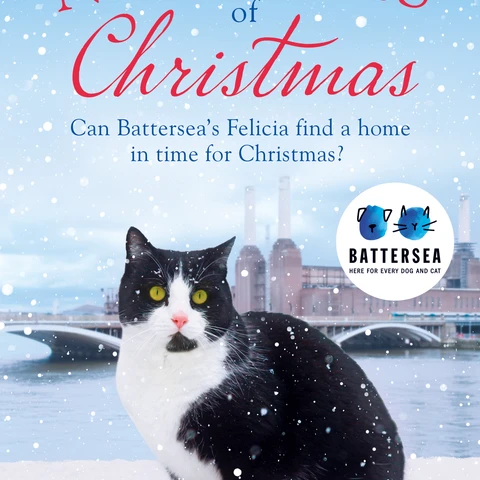 of
Christmas
Can Battersea's Felicia find a home
in time for Christmas?
BATTERSEA
HERE FOR EVERY DOG AND CAT